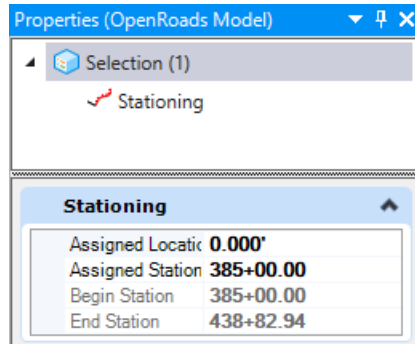 Properties (OpenRoads Model)
Selection (1)
Stationing
Stationing
Assigned Locatic 0.000'
Assigned Station 385+00.00
Begin Station 385+00.00
End Station 438+82.94